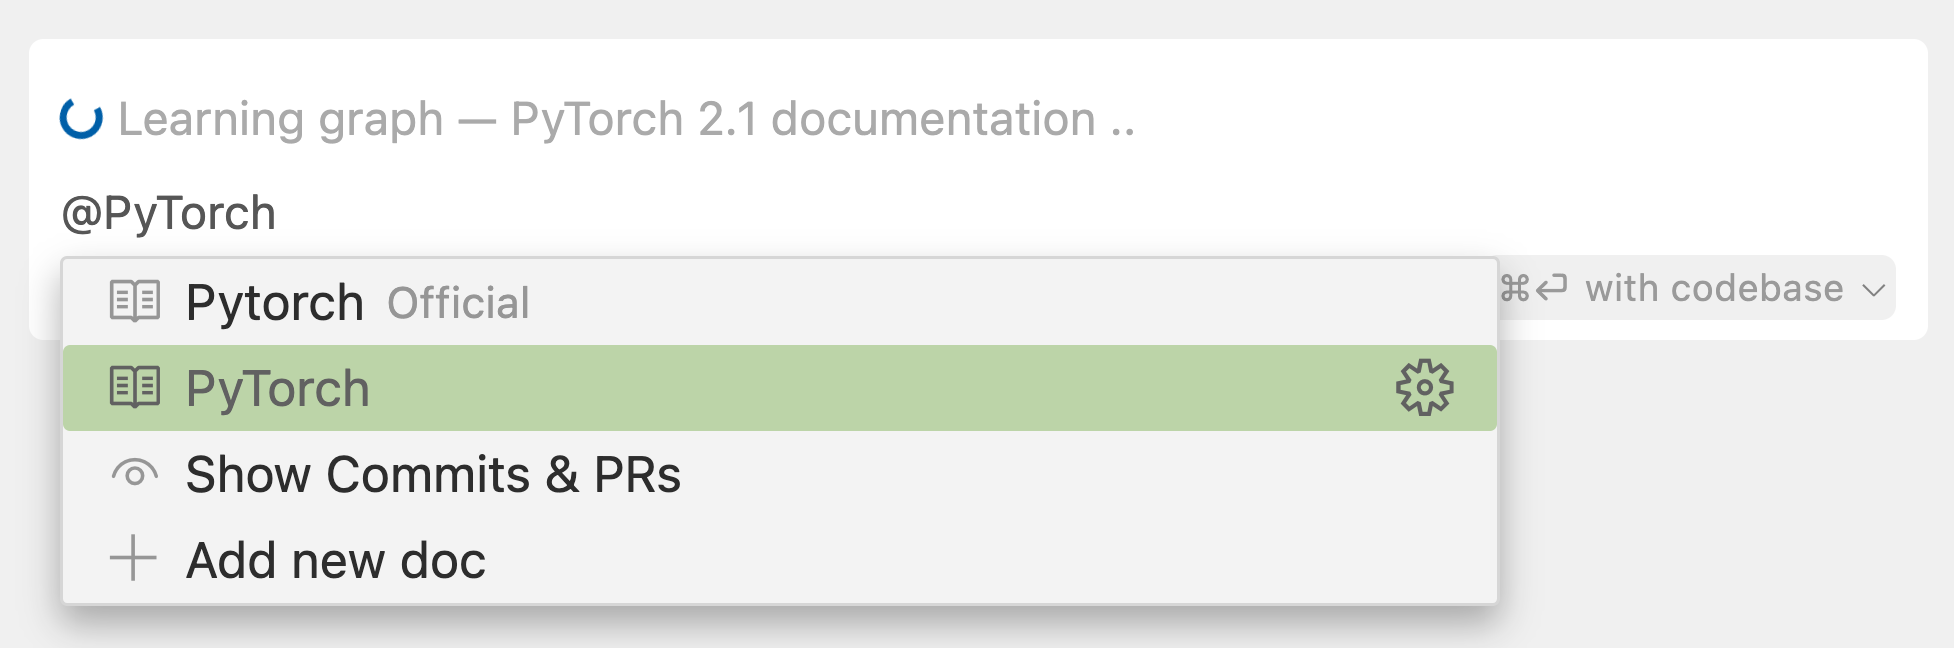 Learning graph — PyTorch 2.1 documentation ..
@PyTorch
⌘⏎ with codebase
Pytorch Official
PyTorch
Show Commits & PRs
Add new doc